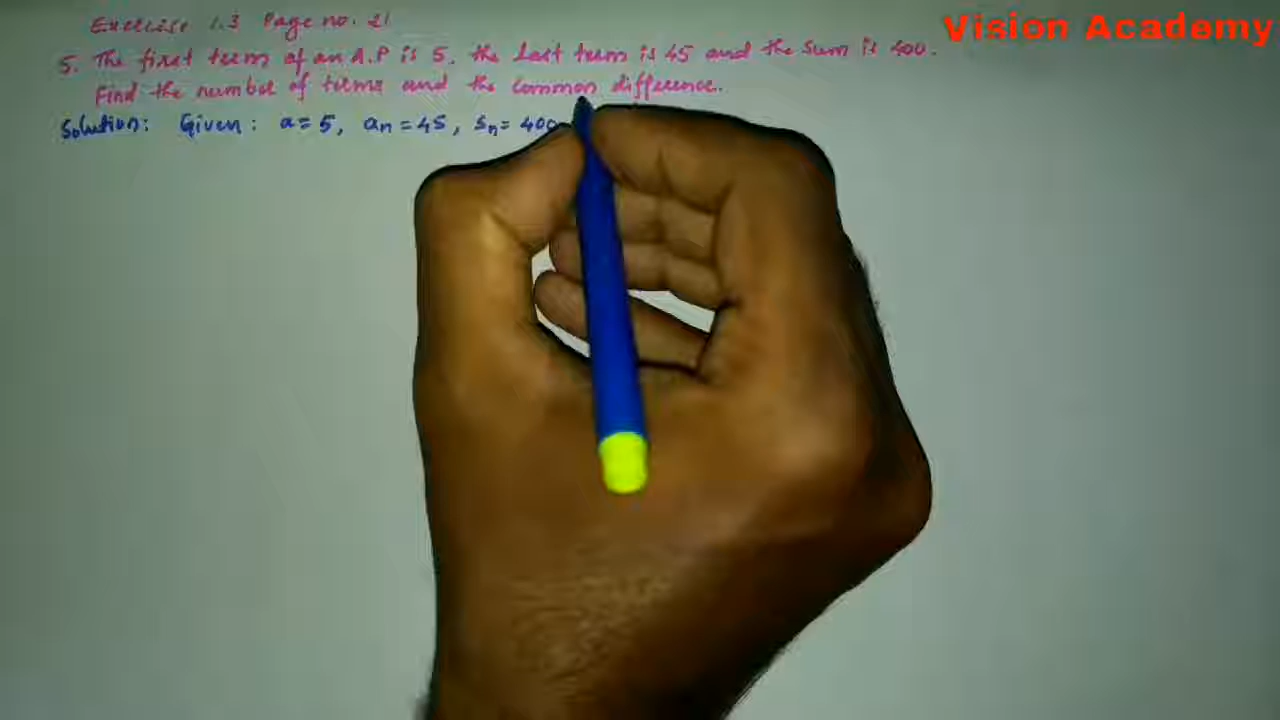 Exercise 1.3 Page no. 21
Vision Academy
5. The first term of an A.P is 5, the last term is 45 and the sum is 400.
Find the number of terms and the common difference.
Solution: Given: a = 5, an = 45, Sn = 400